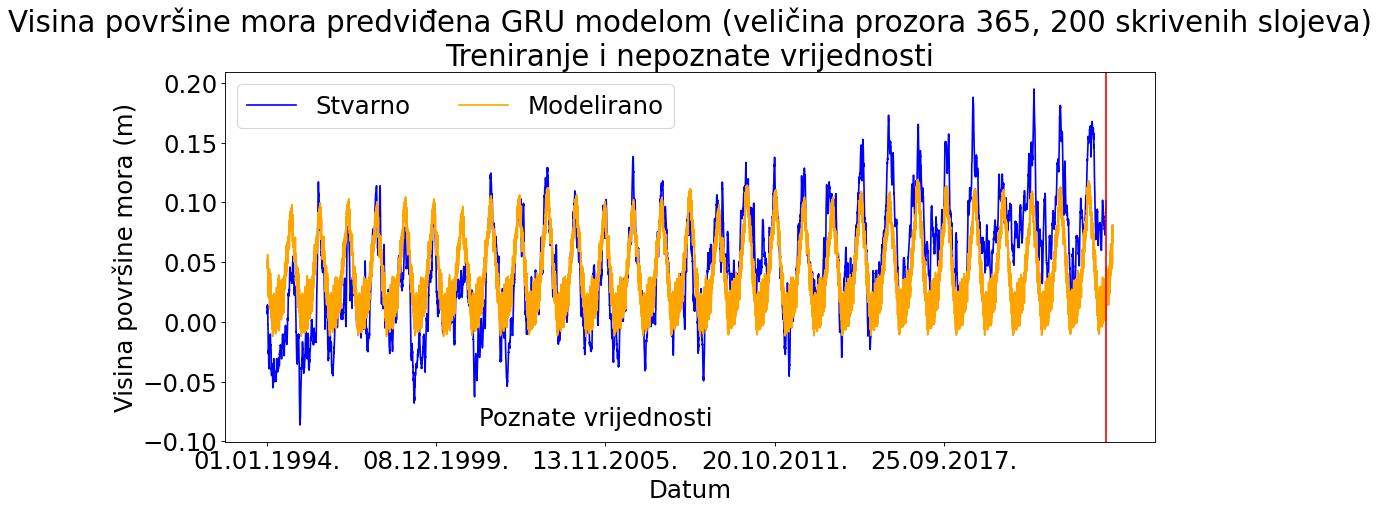 Visina površine mora predviđena GRU modelom (veličina prozora 365, 200 skrivenih slojeva)
Treniranje i nepoznate vrijednosti
Stvarno
Modelirano
Visina površine mora (m)
0.20
0.15
0.10
0.05
0.00
−0.05
−0.10
Poznate vrijednosti
01.01.1994. 08.12.1999. 13.11.2005. 20.10.2011. 25.09.2017.
Datum